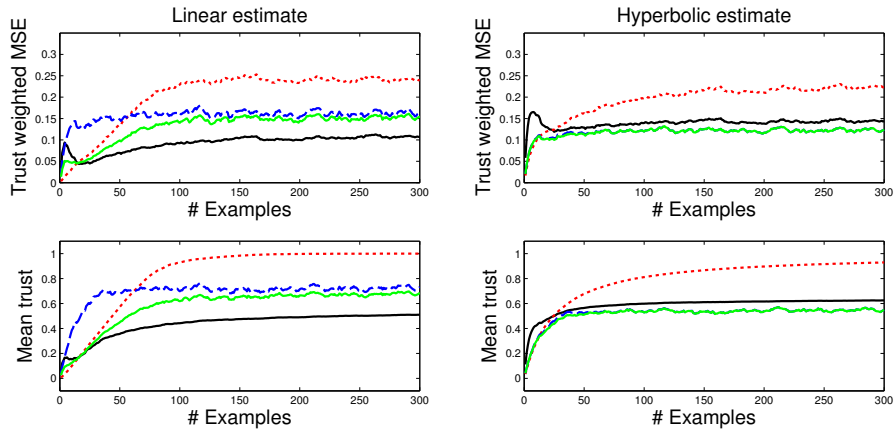 Linear estimate
Trust weighted MSE
0.35
0.3
0.25
0.2
0.15
0.1
0.05
0
0 50 100 150 200 250 300
# Examples
Hyperbolic estimate
Trust weighted MSE
0.35
0.3
0.25
0.2
0.15
0.1
0.05
0
0 50 100 150 200 250 300
# Examples
Mean trust
1
0.8
0.6
0.4
0.2
0
0 50 100 150 200 250 300
# Examples
Mean trust
1
0.8
0.6
0.4
0.2
0
0 50 100 150 200 250 300
# Examples